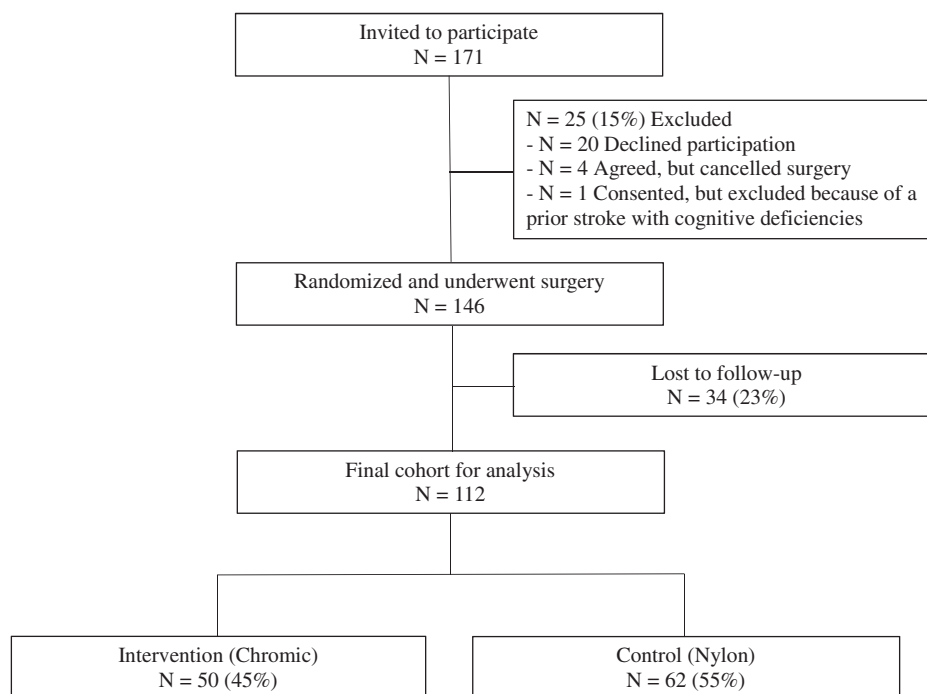 Invited to participate
N = 171
N = 25 (15%) Excluded
- N = 20 Declined participation
- N = 4 Agreed, but cancelled surgery
- N = 1 Consented, but excluded because of a
prior stroke with cognitive deficiencies
Randomized and underwent surgery
N = 146
Lost to follow-up
N = 34 (23%)
Final cohort for analysis
N = 112
Intervention (Chromic)
N = 50 (45%)
Control (Nylon)
N = 62 (55%)